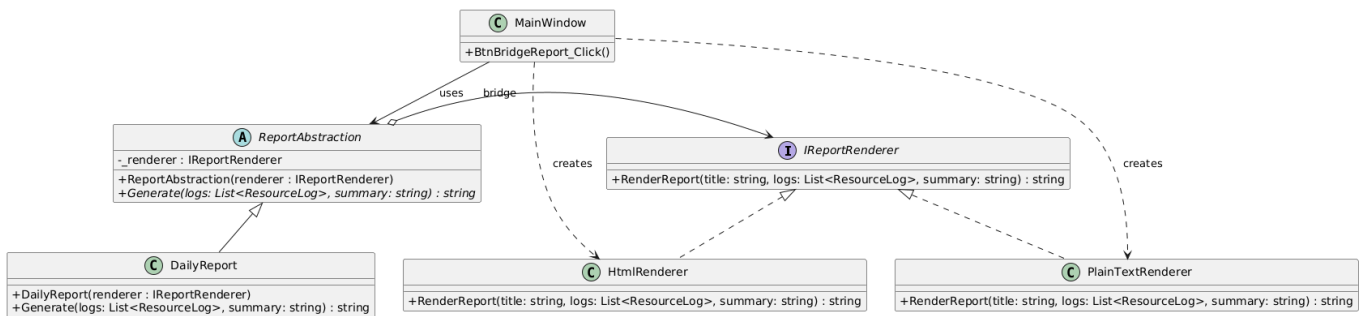 C MainWindow
+BtnBridgeReport_Click()
uses
bridge
A ReportAbstraction
-_renderer : IReportRenderer
+ReportAbstraction(renderer : IReportRenderer)
+Generate(logs: List<ResourceLog>, summary: string) : string
I IReportRenderer
+RenderReport(title: string, logs: List<ResourceLog>, summary: string) : string
creates
creates
C DailyReport
+DailyReport(renderer : IReportRenderer)
+Generate(logs: List<ResourceLog>, summary: string) : string
C HtmlRenderer
+RenderReport(title: string, logs: List<ResourceLog>, summary: string) : string
C PlainTextRenderer
+RenderReport(title: string, logs: List<ResourceLog>, summary: string) : string